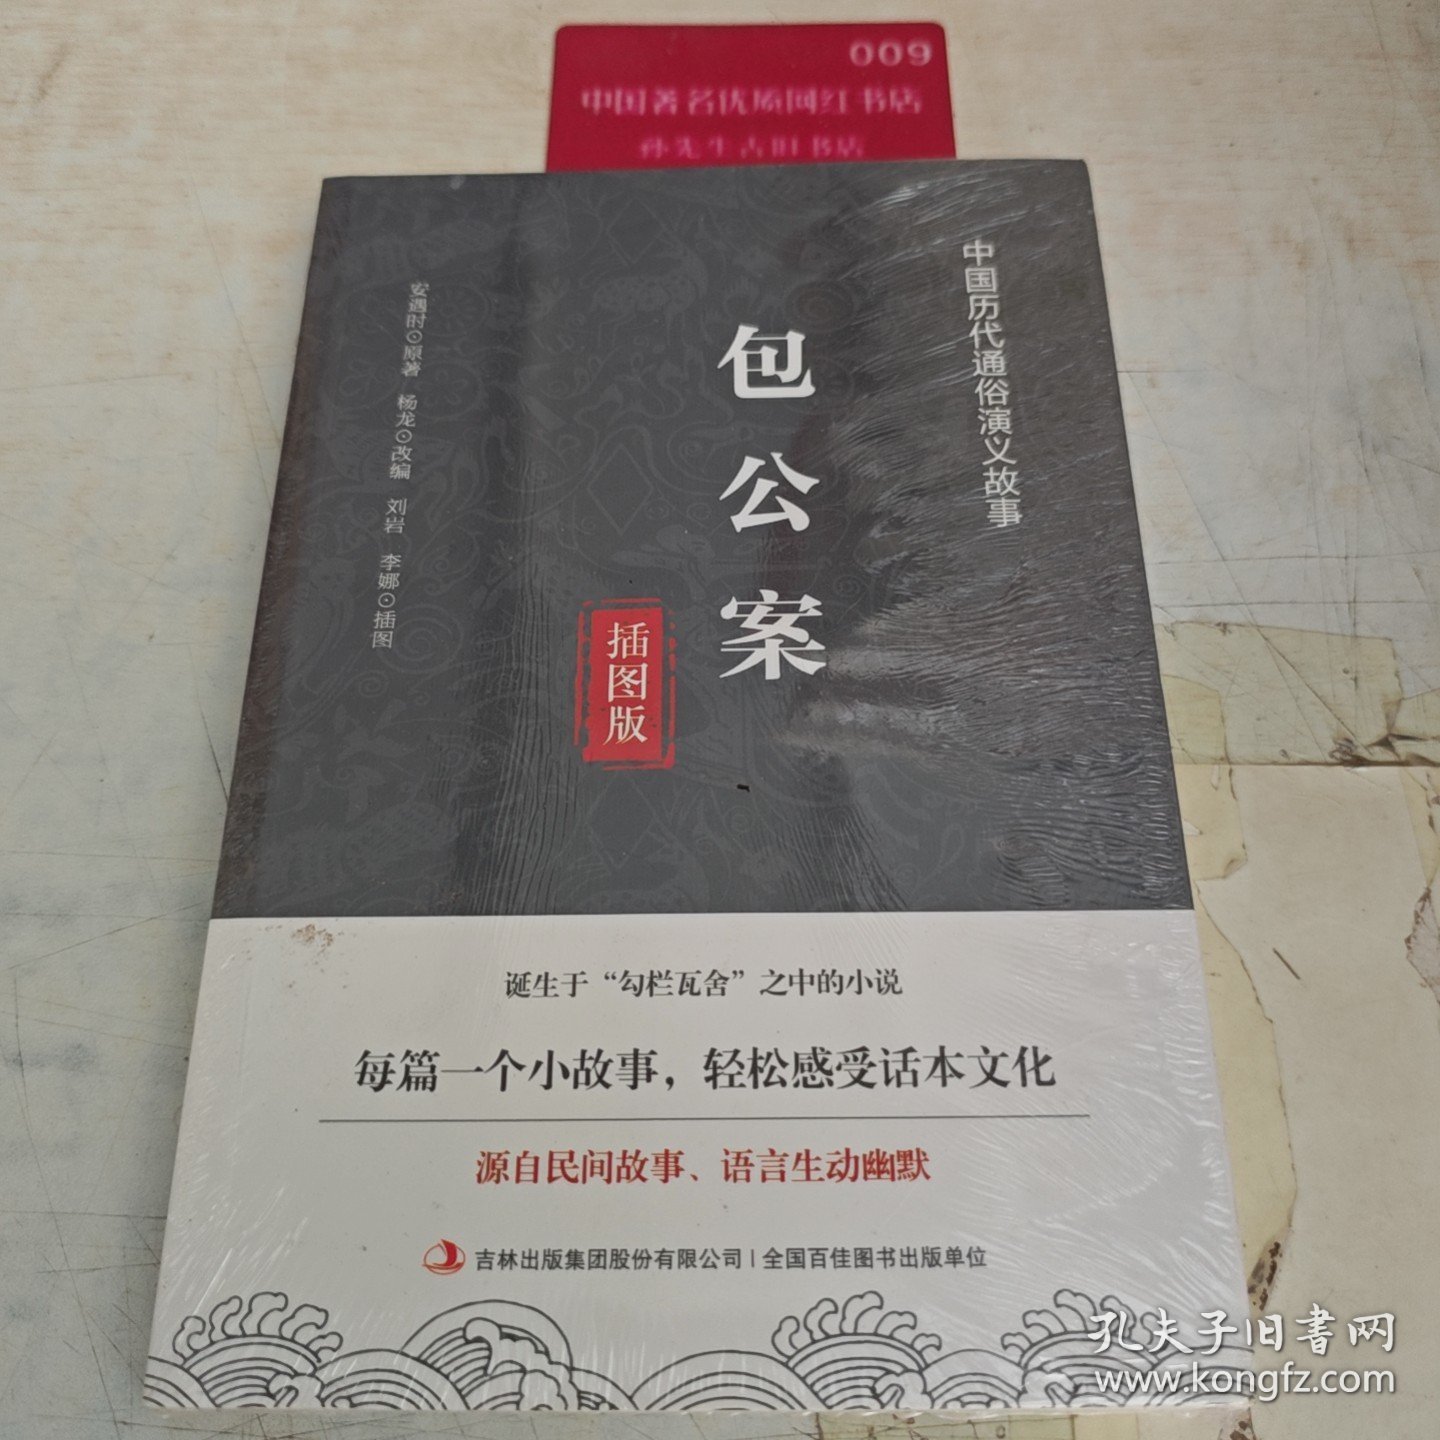 009
中国著名优质网红书店
孙先生古旧书店
中国历代通俗演义故事
包公案
插图版
安遇时⊙原著 杨龙⊙改编 刘岩 李娜⊙插图
诞生于“勾栏瓦舍”之中的小说
每篇一个小故事，轻松感受话本文化
源自民间故事、语言生动幽默
吉林出版集团股份有限公司 | 全国百佳图书出版单位
孔夫子旧書网
www.kongfz.com